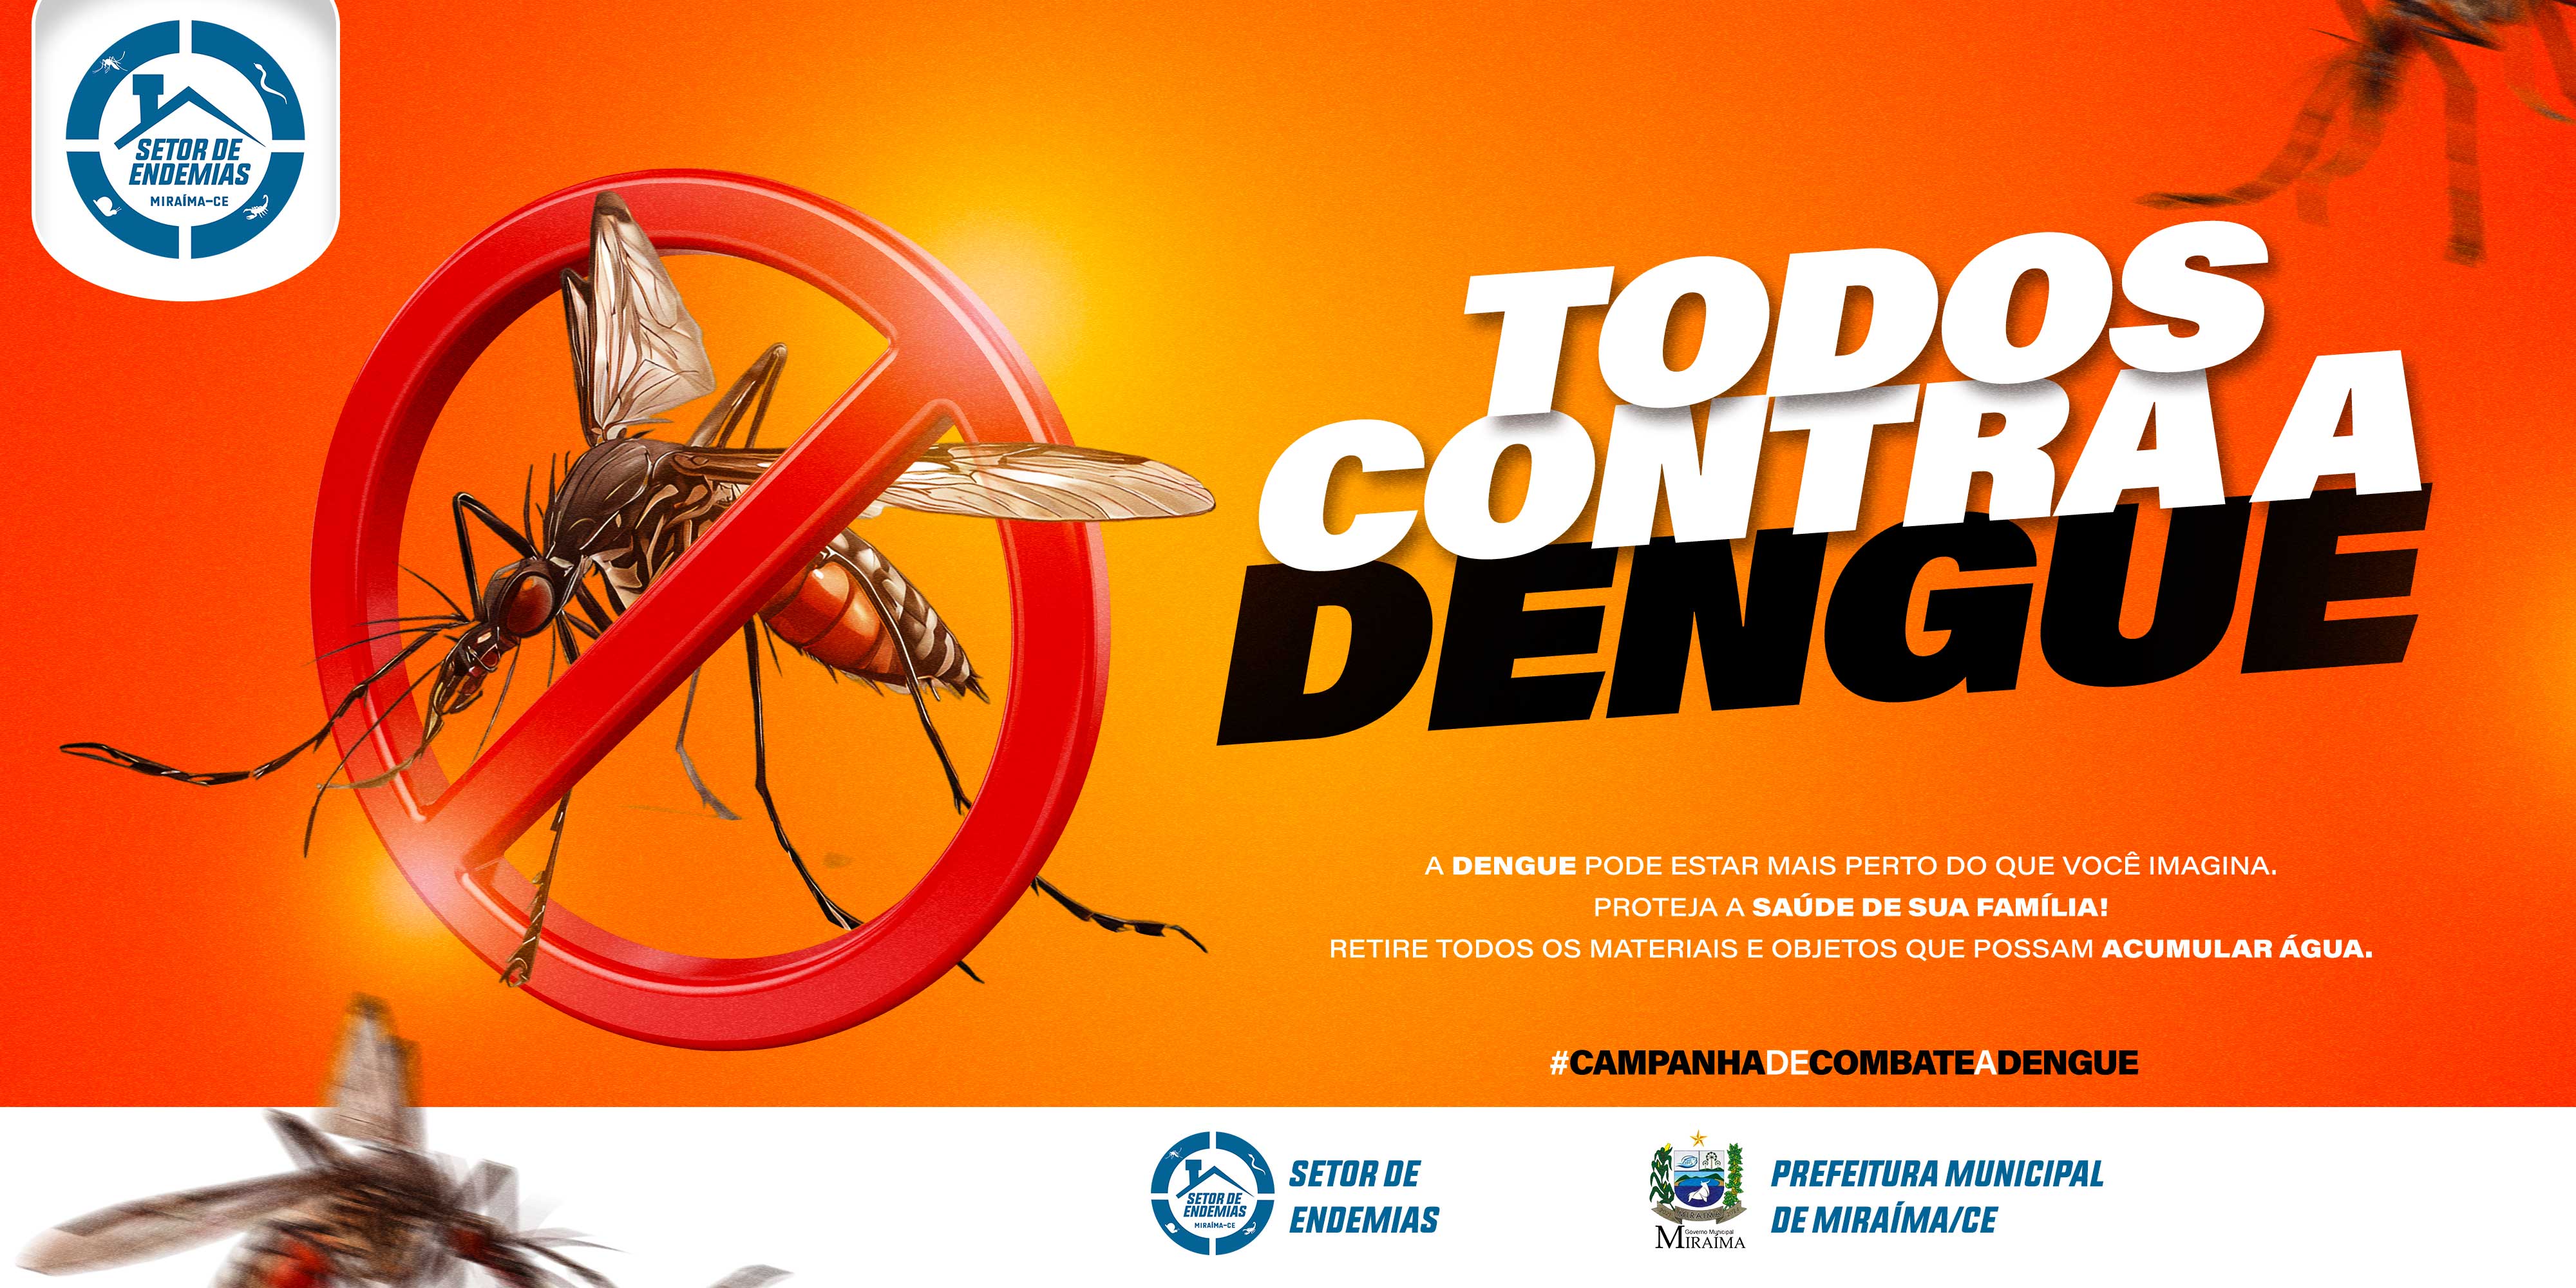 SETOR DE
ENDEMIAS
MIRAÍMA-CE
TODOS
CONTRA A
DENGUE
A DENGUE PODE ESTAR MAIS PERTO DO QUE VOCÊ IMAGINA.
PROTEJA A SAÚDE DE SUA FAMÍLIA!
RETIRE TODOS OS MATERIAIS E OBJETOS QUE POSSAM ACUMULAR ÁGUA.
#CAMPANHADECOMBATEADENGUE
SETOR DE
ENDEMIAS
MIRAÍMA-CE
SETOR DE
ENDEMIAS
MIRAIMA
Governo Municipal
MIRAÍMA
PREFEITURA MUNICIPAL
DE MIRAÍMA/CE